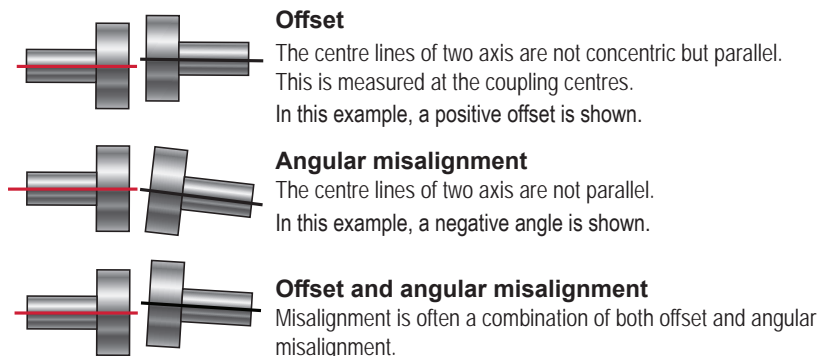 Offset
The centre lines of two axis are not concentric but parallel.
This is measured at the coupling centres.
In this example, a positive offset is shown.
Angular misalignment
The centre lines of two axis are not parallel.
In this example, a negative angle is shown.
Offset and angular misalignment
Misalignment is often a combination of both offset and angular
misalignment.